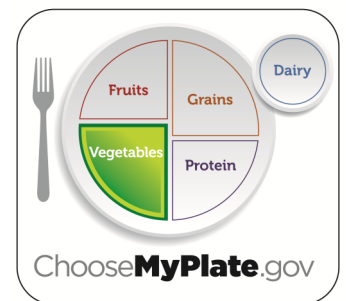 Dairy
Fruits
Grains
Vegetables
Protein
ChooseMyPlate.gov